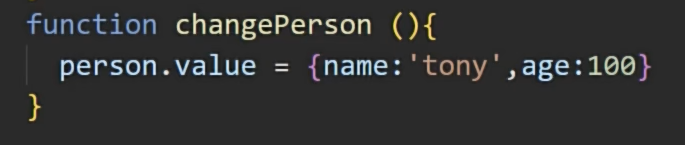 function changePerson (){
  person.value = {name:'tony',age:100}
}